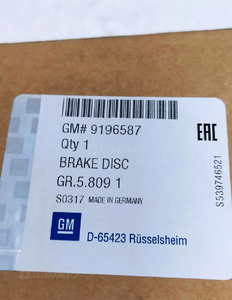 GM# 9196587
Qty 1
BRAKE DISC
GR.5.809 1
S0317 MADE IN GERMANY
EAC
S539746521
GM
D-65423 Rüsselsheim